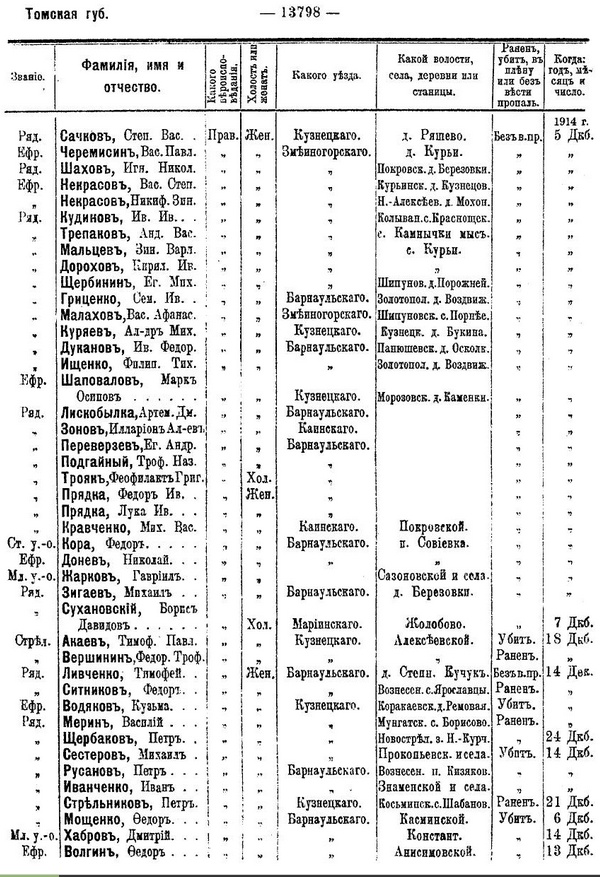 Томская губ. — 13798 —
Званіе. Фамилія, имя и отчество. Какого вѣроисповѣданія. Холостъ или женатъ. Какого уѣзда. Какой волости, села, деревни или станицы. Раненъ, убитъ, въ плѣну или безъ вѣсти пропалъ. Когда: годъ, мѣсяцъ и число.
1914 г.
Ряд. Сачковъ, Степ. Вас. . Прав. Жен. Кузнецкаго. д. Ряшево. Безъ в.пр. 5 Дкб.
Ефр. Черемисинъ, Вас. Павл. „ „ Змѣиногорскаго. д. Курьи. „ „
Ряд. Шаховъ, Игн. Никол. „ „ „ Покровск. д. Березовки. „ „
Ефр. Некрасовъ, Вас. Степ. „ „ „ Курьинск. д. Кузнецов. „ „
„ Некрасовъ, Никиф. Зин. „ „ „ Н.-Алексѣев. д. Мохон. „ „
Ряд. Кудиновъ, Ив. Ив. . . „ „ „ Колыван. с. Краснощек. „ „
„ Трепаковъ, Анд. Вас. „ „ „ с. Камнычки мысъ. „ „
„ Мальцевъ, Зин. Варл. „ „ „ с. Курьи. „ „
„ Дороховъ, Кирил. Ив. „ „ „ „ „ „
„ Щербининъ, Ег. Мих. „ „ „ Шипунов. д. Порожней. „ „
„ Гриценко, Сем. Ив. . „ „ Барнаульскаго. Золотопол. д. Воздвиж. „ „
„ Малаховъ, Вас. Афанас. „ „ Змѣиногорскаго. Шипуновск. с. Порпѣе. „ „
„ Куряевъ, Ал-дръ Мих. „ „ Кузнецкаго. Кузнецк. д. Букина. „ „
„ Дукановъ, Ив. Федор. „ „ Барнаульскаго. Панюшевск. д. Осколк. „ „
„ Ищенко, Филип. Тих. „ „ „ Золотопол. д. Воздвиж. „ „
Ефр. Шаповаловъ, Маркъ
Осиповъ . . . . . „ „ Кузнецкаго. Морозовск. д. Каменки. „ „
Ряд. Лискобылка, Артем. Дм. „ „ Барнаульскаго. „ „
„ Зоновъ, Илларіонъ Ал-евъ „ „ Каинскаго. „ „
„ Переверзевъ, Ег. Андр. „ „ Барнаульскаго. „ „
„ Подгайный, Троф. Наз. „ „ „ „ „
„ Троякъ, Феофилактъ Григ. „ Хол. „ „ „
„ Прядка, Федоръ Ив. . „ Жен. „ „ „
„ Прядка, Лука Ив. . . „ „ „ „ „
„ Кравченко, Мих. Вас. „ „ Каинскаго. Покровской. „ „
Ст. у.-о. Кора, Федоръ. . . . . . „ „ Барнаульскаго. п. Совіевка. „ „
Ефр. Доневъ, Николай. . . . „ „ „ „ „ „
Мл. у.-о. Жарковъ, Гавріилъ. . . „ „ „ Сазоновской и села. „ „
Ряд. Зигаевъ, Михаилъ . . „ „ Барнаульскаго. д. Березовки. „ „
„ Сухановскій, Борисъ
Давидовъ . . . . . „ Хол. Маріинскаго. Жолобово. „ 7 Дкб.
Стрѣл. Акаевъ, Тимоф. Павл. „ „ Кузнецкаго. Алексѣевской. Убитъ. 18 Дкб.
„ Вершининъ, Федор. Троф. „ „ „ „ Раненъ. „
Ряд. Ливченко, Тимофей. . „ Жен. Барнаульскаго. д. Степн. Кучукъ. Безъ в.пр. 14 Дек.
„ Ситниковъ, Федоръ. . „ „ „ Вознесен. с. Ярославцы. Раненъ. „
Ефр. Водяковъ, Кузьма. . . „ „ Кузнецкаго. Коракаевск. д. Ремовая. Убитъ. „
Ряд. Меринъ, Василій . . . „ „ „ Мунгатск. с. Борисово. Раненъ. „
„ Щербаковъ, Петръ. . . „ „ „ Новострѣл. з. Н.-Курч. „ 24 Дкб.
„ Сестеровъ, Михаилъ . „ „ „ Прокопьевск. и села. Убитъ. 14 Дкб.
„ Русановъ, Петръ . . . . „ „ Барнаульскаго. Вознесен. п. Кизяков. „ „
„ Иванченко, Иванъ . . . „ „ „ Знаменской и села. „ „
„ Стрѣльниковъ, Петръ. „ „ Кузнецкаго. Косьминск. с. Шабанов. Раненъ. 21 Дкб.
„ Мощенко, Ѳедоръ. . . . „ „ Барнаульскаго. Касминской. Убитъ. 6 Дкб.
Мл. у.-о. Хабровъ, Дмитрій. . . . „ „ „ Констант. „ 14 Дкб.
Ефр. Волгинъ, Ѳедоръ . . . . „ „ „ Анисимовской. „ 13 Дкб.